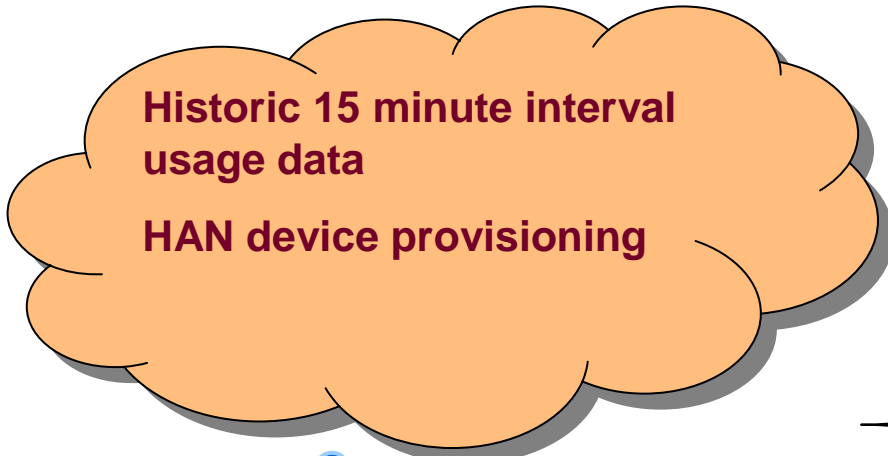 Historic 15 minute interval
usage data
HAN device provisioning